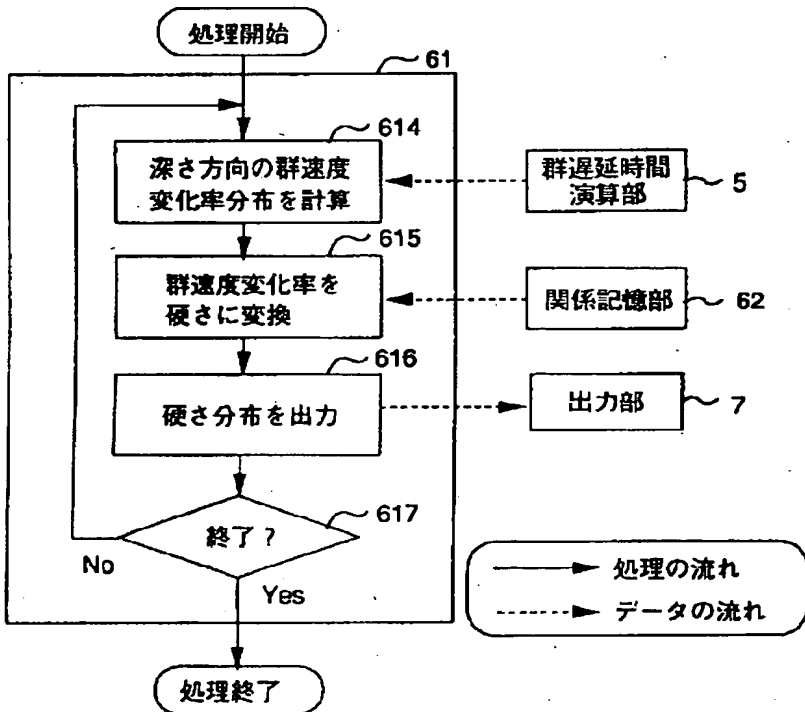 処理開始
61
614
深さ方向の群速度
変化率分布を計算
群遅延時間
演算部
5
615
群速度変化率を
硬さに変換
関係記憶部
62
616
硬さ分布を出力
出力部
7
617
終了？
No
Yes
処理の流れ
データの流れ
処理終了